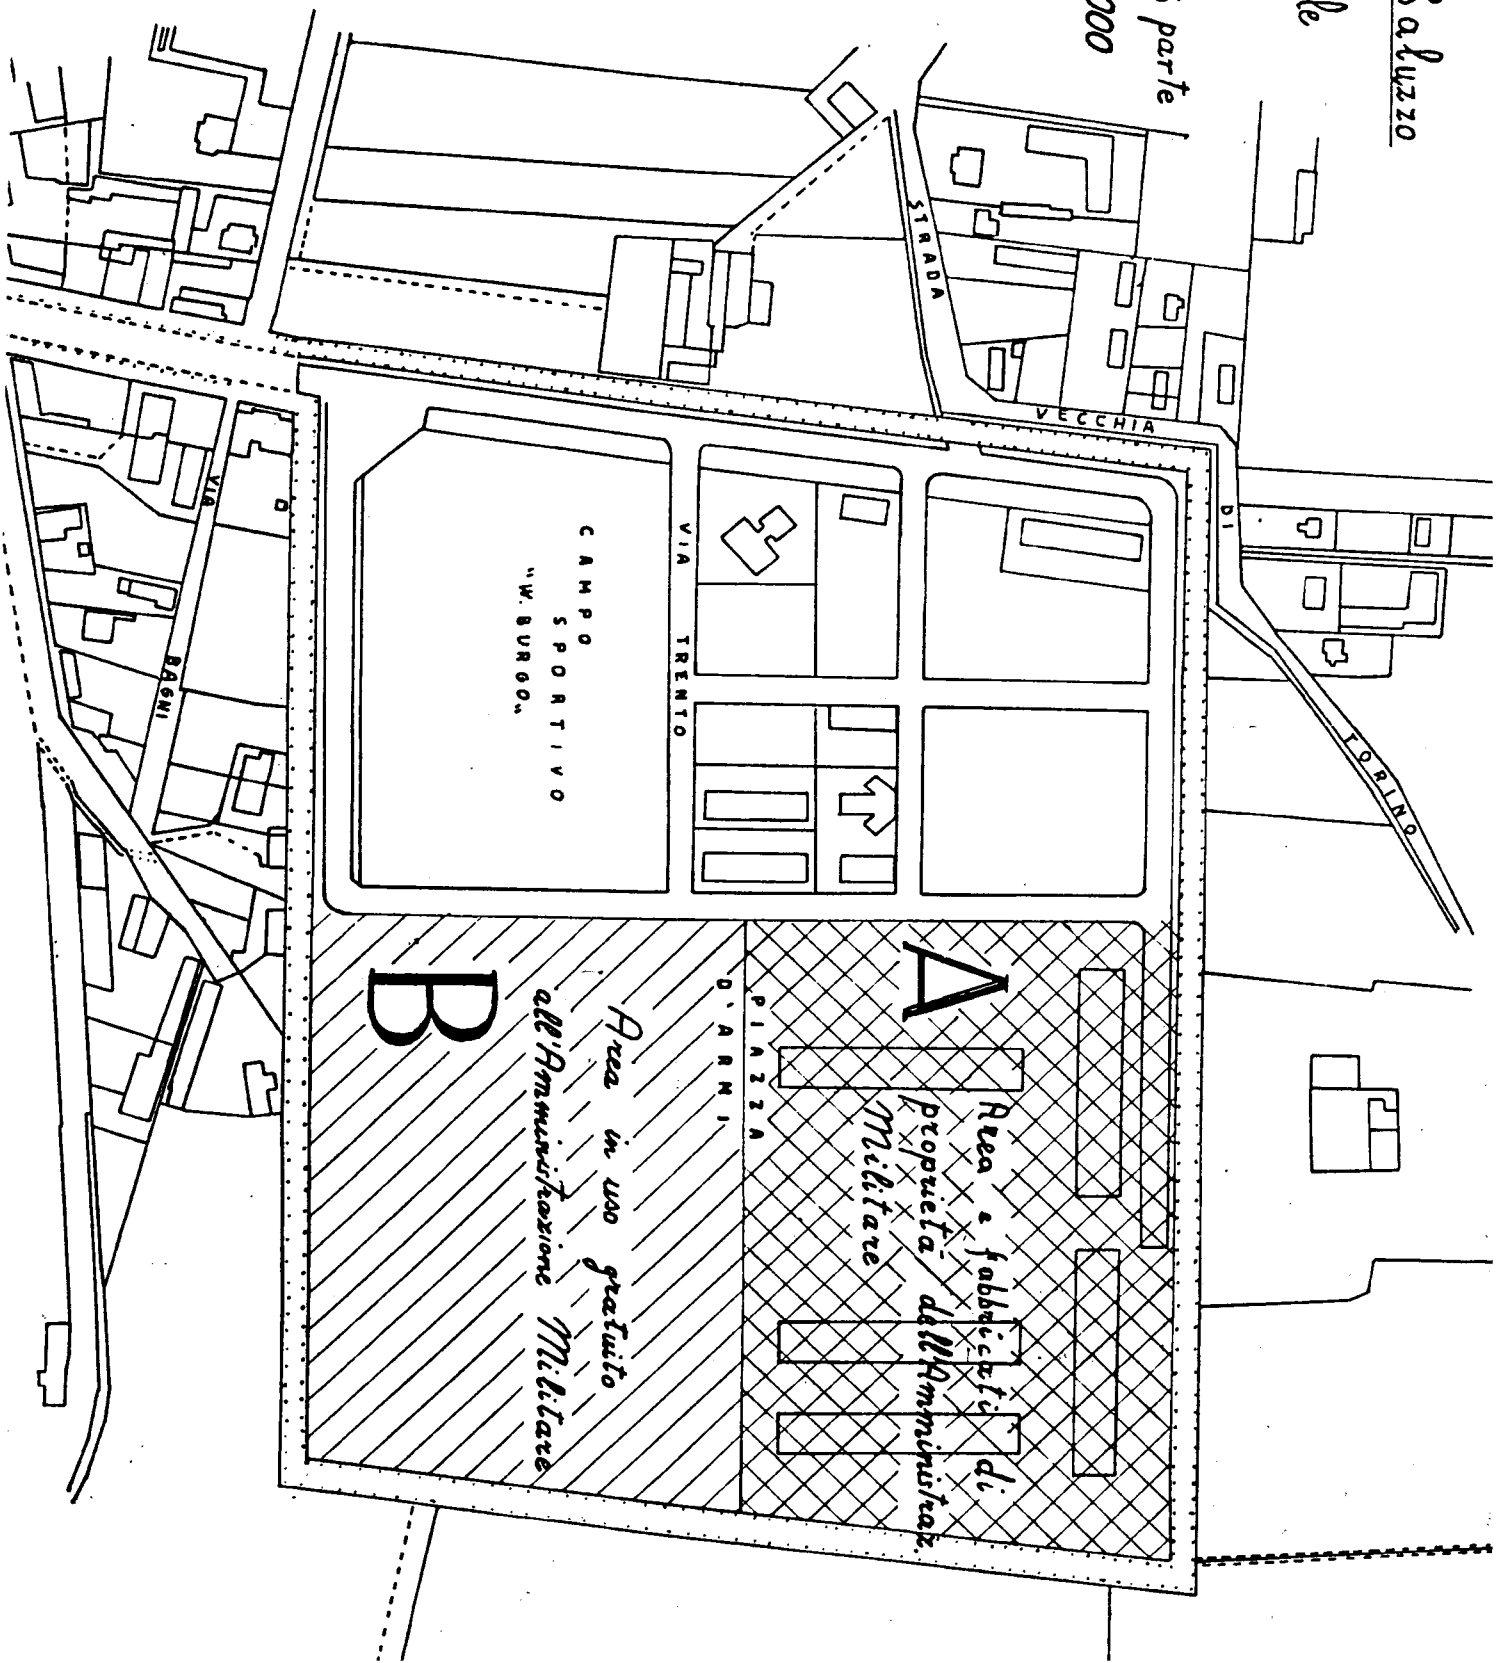 Saluzzo
le
parte
000
STRADA
VECCHIA
DI
TORINO
VIA
TRENTO
CAMPO
SPORTIVO
"W. BURGO"
VIA
BAGNI
PIAZZA
D'ARMI
A
Area e fabbricati di
proprietà dell'Amministraz.
Militare
B
Area in uso gratuito
all'Amministrazione Militare